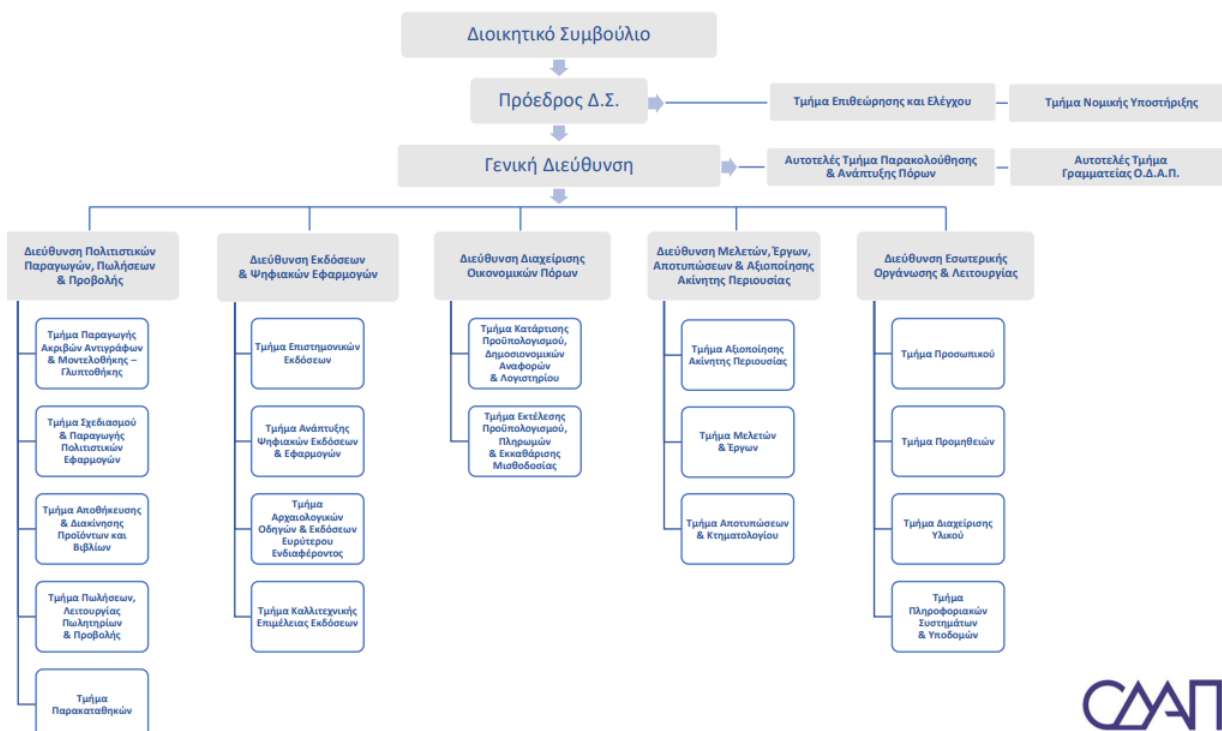 Διοικητικό Συμβούλιο
Πρόεδρος Δ.Σ.
Τμήμα Επιθεώρησης και Ελέγχου
Τμήμα Νομικής Υποστήριξης
Γενική Διεύθυνση
Αυτοτελές Τμήμα Παρακολούθησης
& Ανάπτυξης Πόρων
Αυτοτελές Τμήμα
Γραμματείας Ο.Δ.Α.Π.
Διεύθυνση Πολιτιστικών
Παραγωγών, Πωλήσεων
& Προβολής
Τμήμα Παραγωγής
Ακριβών Αντιγράφων
& Μοντελοθήκης –
Γλυπτοθήκης
Τμήμα Σχεδιασμού
& Παραγωγής
Πολιτιστικών
Εφαρμογών
Τμήμα Αποθήκευσης
& Διακίνησης
Προϊόντων και
Βιβλίων
Τμήμα Πωλήσεων,
Λειτουργίας
Πωλητηρίων
& Προβολής
Τμήμα
Παρακαταθηκών
Διεύθυνση Εκδόσεων
& Ψηφιακών Εφαρμογών
Τμήμα Επιστημονικών
Εκδόσεων
Τμήμα Ανάπτυξης
Ψηφιακών Εκδόσεων
& Εφαρμογών
Τμήμα
Αρχαιολογικών
Οδηγών & Εκδόσεων
Ευρύτερου
Ενδιαφέροντος
Τμήμα Καλλιτεχνικής
Επιμέλειας Εκδόσεων
Διεύθυνση Διαχείρισης
Οικονομικών Πόρων
Τμήμα Κατάρτισης
Προϋπολογισμού,
Δημοσιονομικών
Αναφορών
& Λογιστηρίου
Τμήμα Εκτέλεσης
Προϋπολογισμού,
Πληρωμών
& Εκκαθάρισης
Μισθοδοσίας
Διεύθυνση Μελετών, Έργων,
Αποτυπώσεων & Αξιοποίησης
Ακίνητης Περιουσίας
Τμήμα Αξιοποίησης
Ακίνητης Περιουσίας
Τμήμα Μελετών
& Έργων
Τμήμα Αποτυπώσεων
& Κτηματολογίου
Διεύθυνση Εσωτερικής
Οργάνωσης & Λειτουργίας
Τμήμα Προσωπικού
Τμήμα Προμηθειών
Τμήμα Διαχείρισης
Υλικού
Τμήμα
Πληροφοριακών
Συστημάτων
& Υποδομών
ΟΔΑΠ